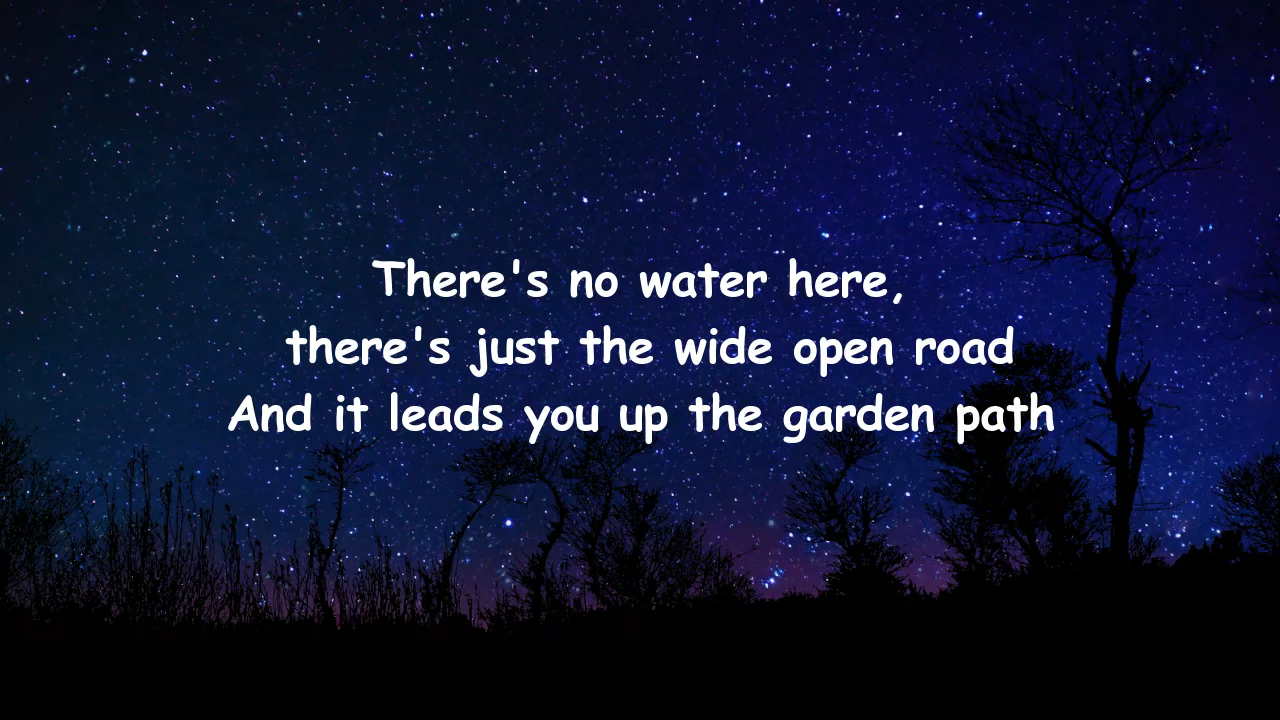 There's no water here,
there's just the wide open road
And it leads you up the garden path